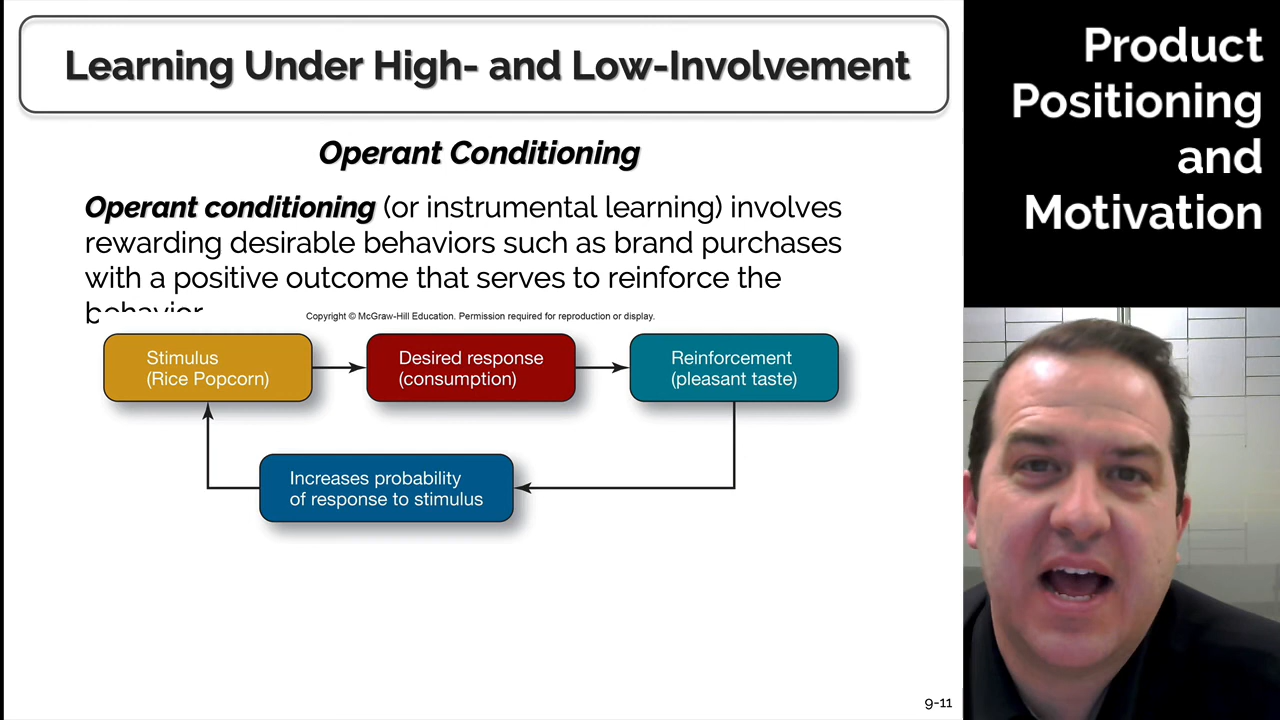 Learning Under High- and Low-Involvement
Operant Conditioning
Operant conditioning (or instrumental learning) involves
rewarding desirable behaviors such as brand purchases
with a positive outcome that serves to reinforce the
behavior
Copyright © McGraw-Hill Education. Permission required for reproduction or display.
Stimulus
(Rice Popcorn)
Desired response
(consumption)
Reinforcement
(pleasant taste)
Increases probability
of response to stimulus
9-11
Product
Positioning
and
Motivation